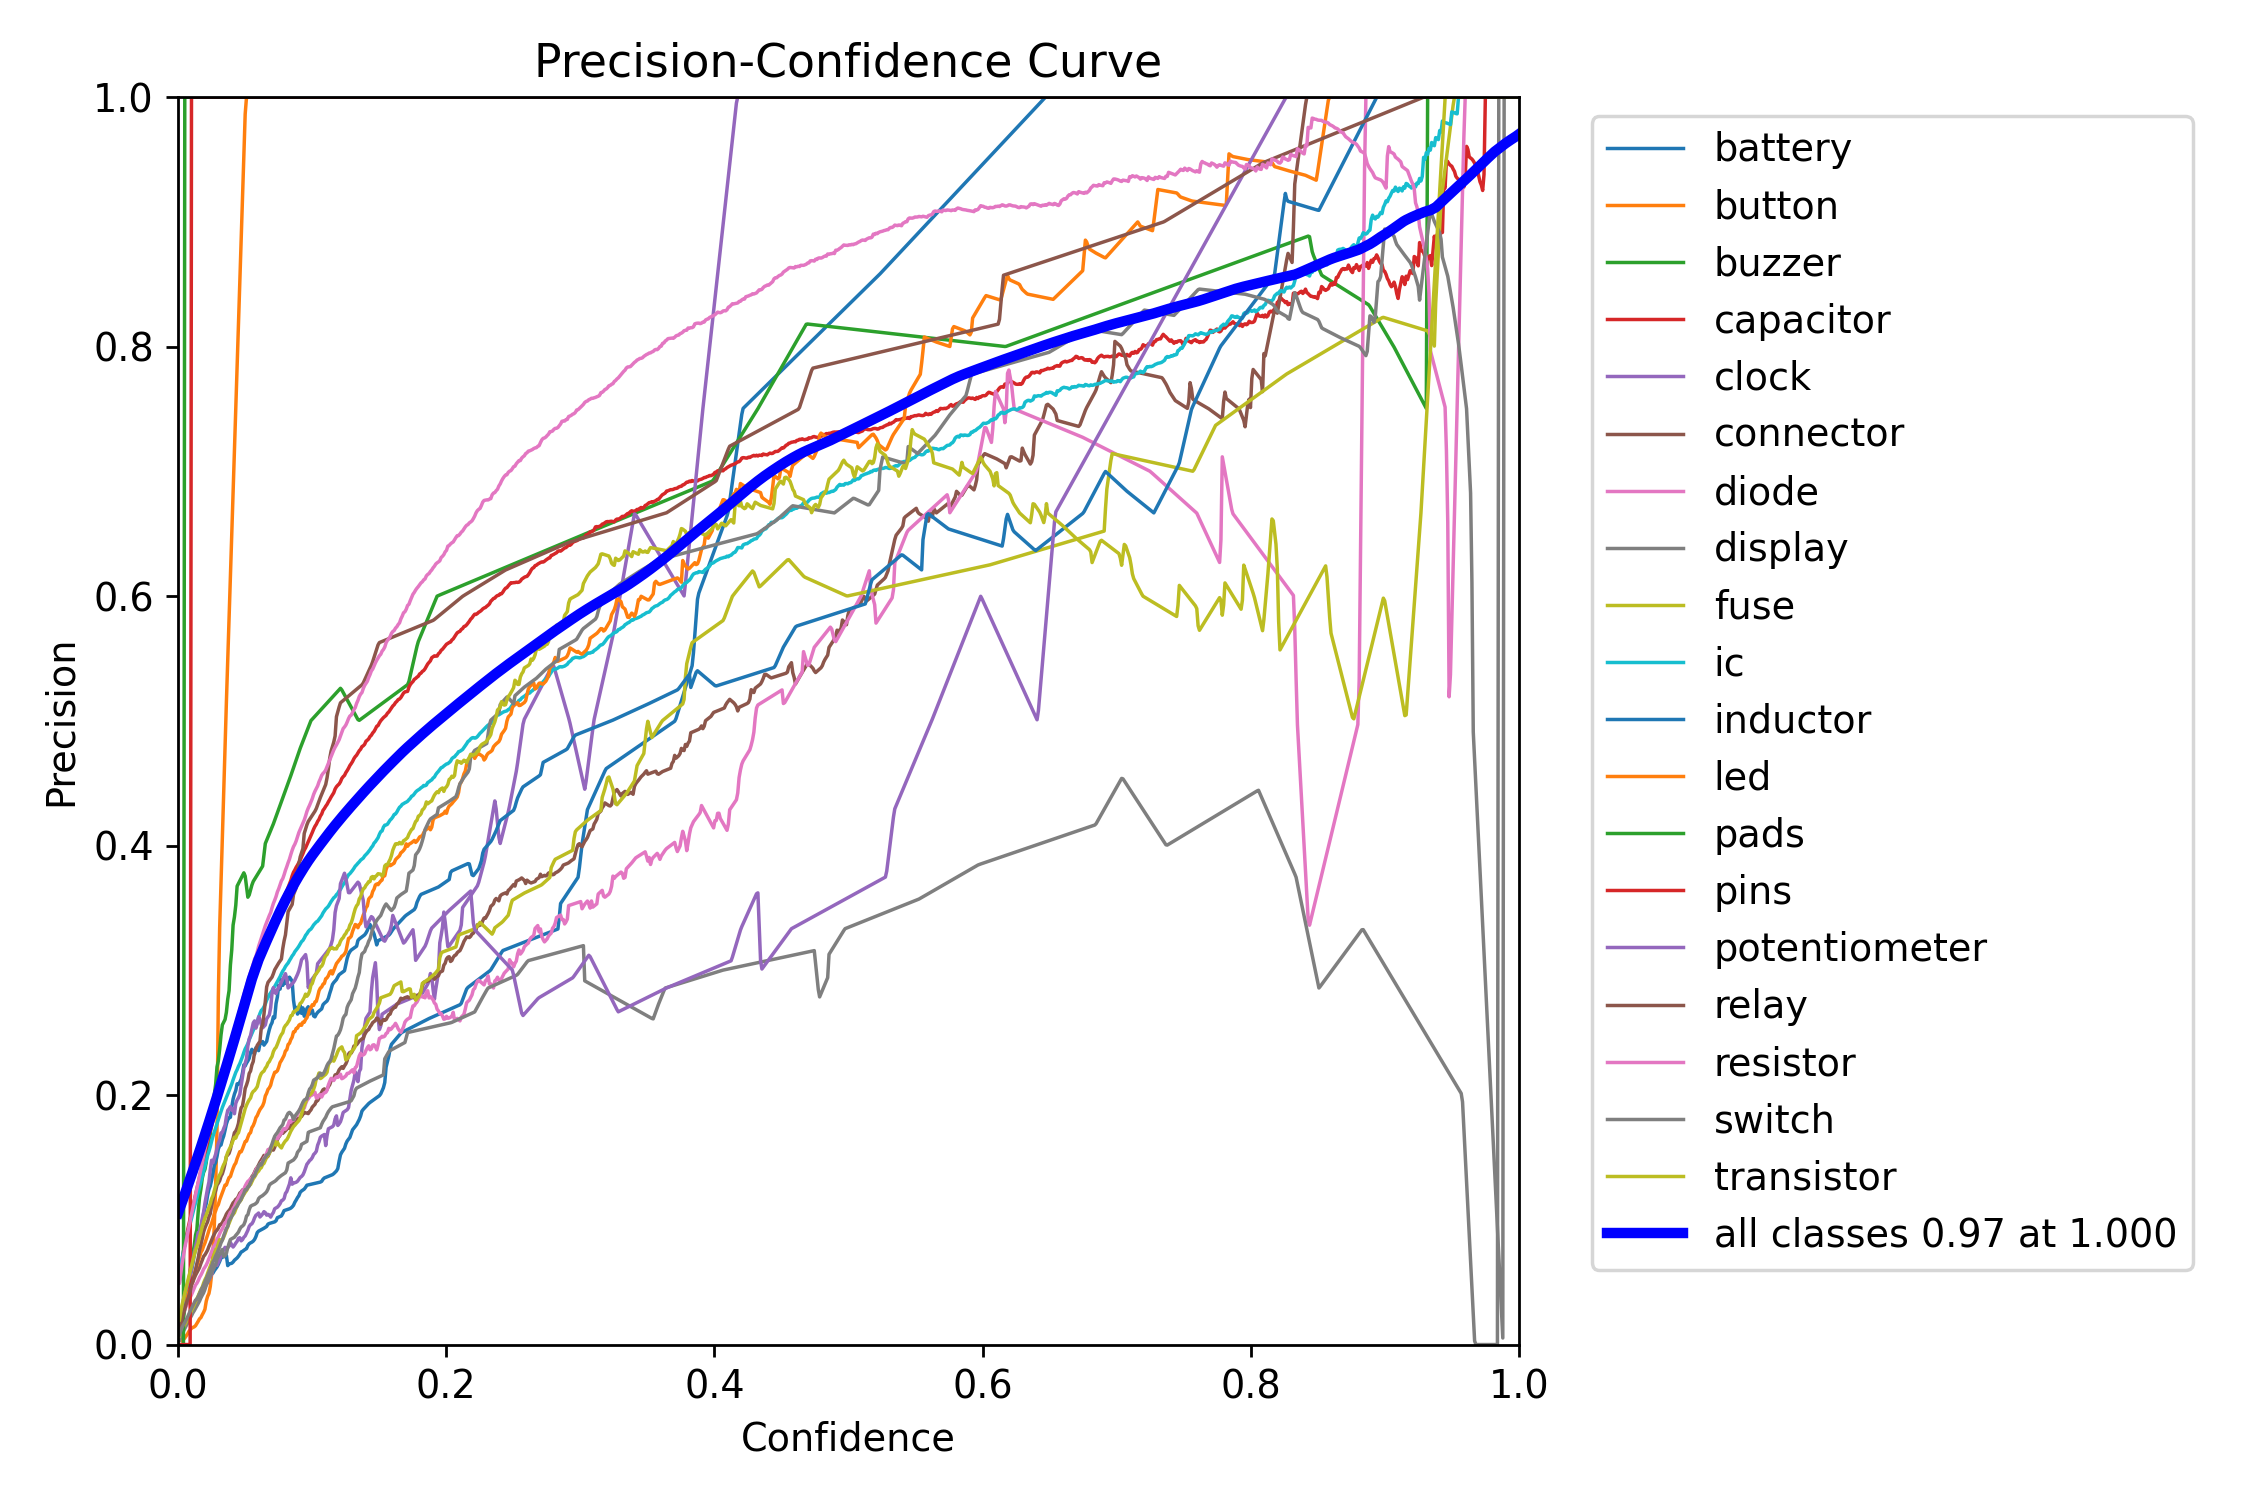 Precision-Confidence Curve
1.0
0.8
0.6
0.4
0.2
0.0
Precision
0.0 0.2 0.4 0.6 0.8 1.0
Confidence
battery
button
buzzer
capacitor
clock
connector
diode
display
fuse
ic
inductor
led
pads
pins
potentiometer
relay
resistor
switch
transistor
all classes 0.97 at 1.000